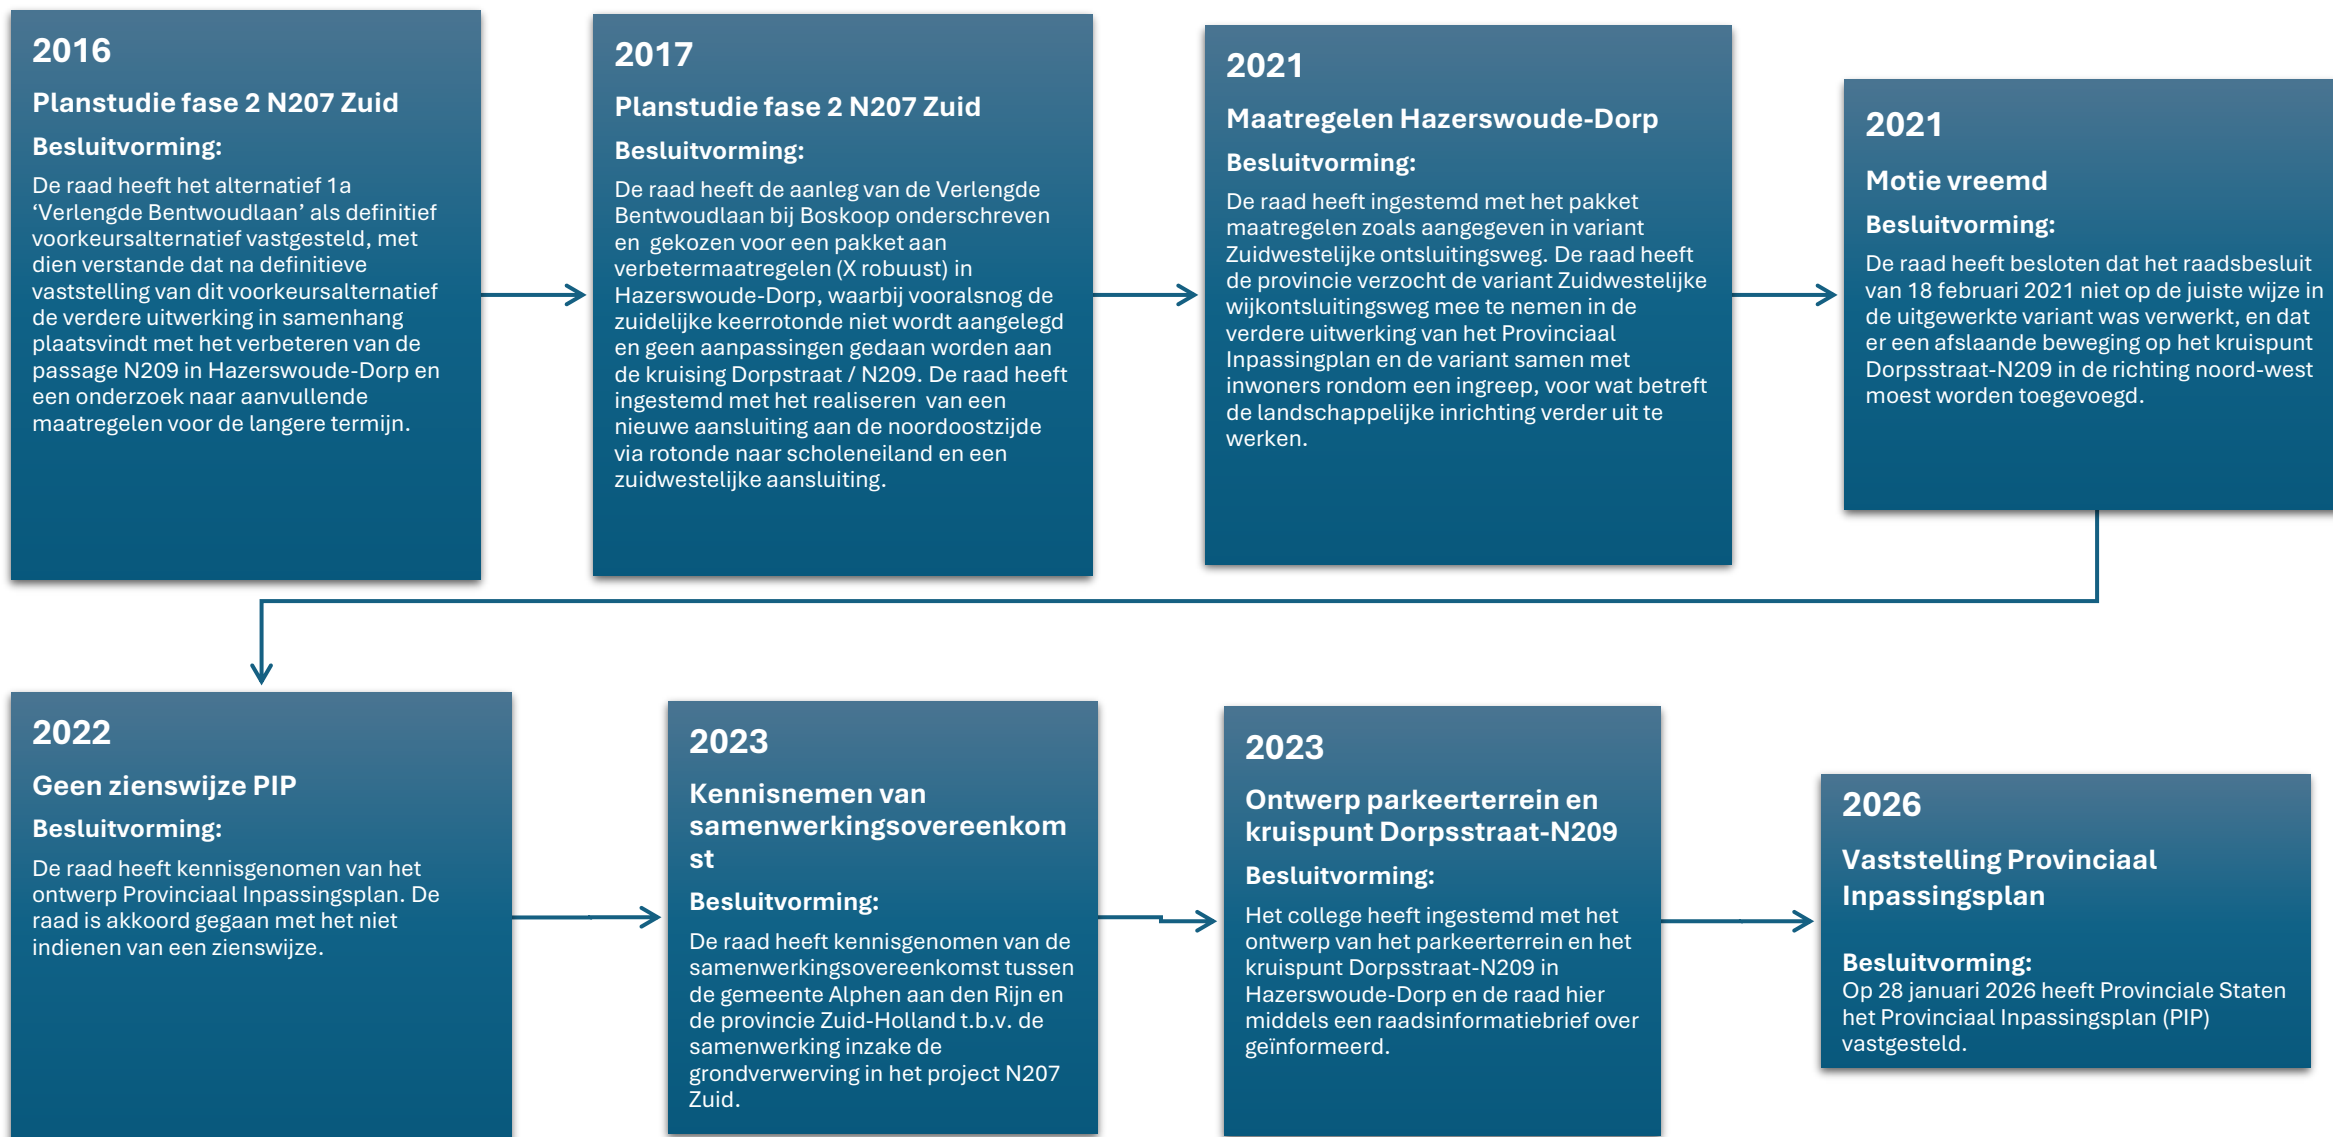 2016
Planstudie fase 2 N207 Zuid
Besluitvorming:
De raad heeft het alternatief 1a
‘Verlengde Bentwoudlaan’ als definitief
voorkeursalternatief vastgesteld, met
dien verstande dat na definitieve
vaststelling van dit voorkeursalternatief
de verdere uitwerking in samenhang
plaatsvindt met het verbeteren van de
passage N209 in Hazerswoude-Dorp en
een onderzoek naar aanvullende
maatregelen voor de langere termijn.
2017
Planstudie fase 2 N207 Zuid
Besluitvorming:
De raad heeft de aanleg van de Verlengde
Bentwoudlaan bij Boskoop onderschreven
en gekozen voor een pakket aan
verbetermaatregelen (X robuust) in
Hazerswoude-Dorp, waarbij vooralsnog de
zuidelijke keerrotonde niet wordt aangelegd
en geen aanpassingen gedaan worden aan
de kruising Dorpstraat / N209. De raad heeft
ingestemd met het realiseren van een
nieuwe aansluiting aan de noordoostzijde
via rotonde naar scholeneiland en een
zuidwestelijke aansluiting.
2021
Maatregelen Hazerswoude-Dorp
Besluitvorming:
De raad heeft ingestemd met het pakket
maatregelen zoals aangegeven in variant
Zuidwestelijke ontsluitingsweg. De raad heeft
de provincie verzocht de variant Zuidwestelijke
wijkontsluitingsweg mee te nemen in de
verdere uitwerking van het Provinciaal
Inpassingplan en de variant samen met
inwoners rondom een ingreep, voor wat betreft
de landschappelijke inrichting verder uit te
werken.
2021
Motie vreemd
Besluitvorming:
De raad heeft besloten dat het raadsbesluit
van 18 februari 2021 niet op de juiste wijze in
de uitgewerkte variant was verwerkt, en dat
er een afslaande beweging op het kruispunt
Dorpsstraat-N209 in de richting noord-west
moest worden toegevoegd.
2022
Geen zienswijze PIP
Besluitvorming:
De raad heeft kennisgenomen van het
ontwerp Provinciaal Inpassingsplan. De
raad is akkoord gegaan met het niet
indienen van een zienswijze.
2023
Kennisnemen van
samenwerkingsovereenkom
st
Besluitvorming:
De raad heeft kennisgenomen van de
samenwerkingsovereenkomst tussen
de gemeente Alphen aan den Rijn en
de provincie Zuid-Holland t.b.v. de
samenwerking inzake de
grondverwerving in het project N207
Zuid.
2023
Ontwerp parkeerterrein en
kruispunt Dorpsstraat-N209
Besluitvorming:
Het college heeft ingestemd met het
ontwerp van het parkeerterrein en het
kruispunt Dorpsstraat-N209 in
Hazerswoude-Dorp en de raad hier
middels een raadsinformatiebrief over
geïnformeerd.
2026
Vaststelling Provinciaal
Inpassingsplan
Besluitvorming:
Op 28 januari 2026 heeft Provinciale Staten
het Provinciaal Inpassingsplan (PIP)
vastgesteld.